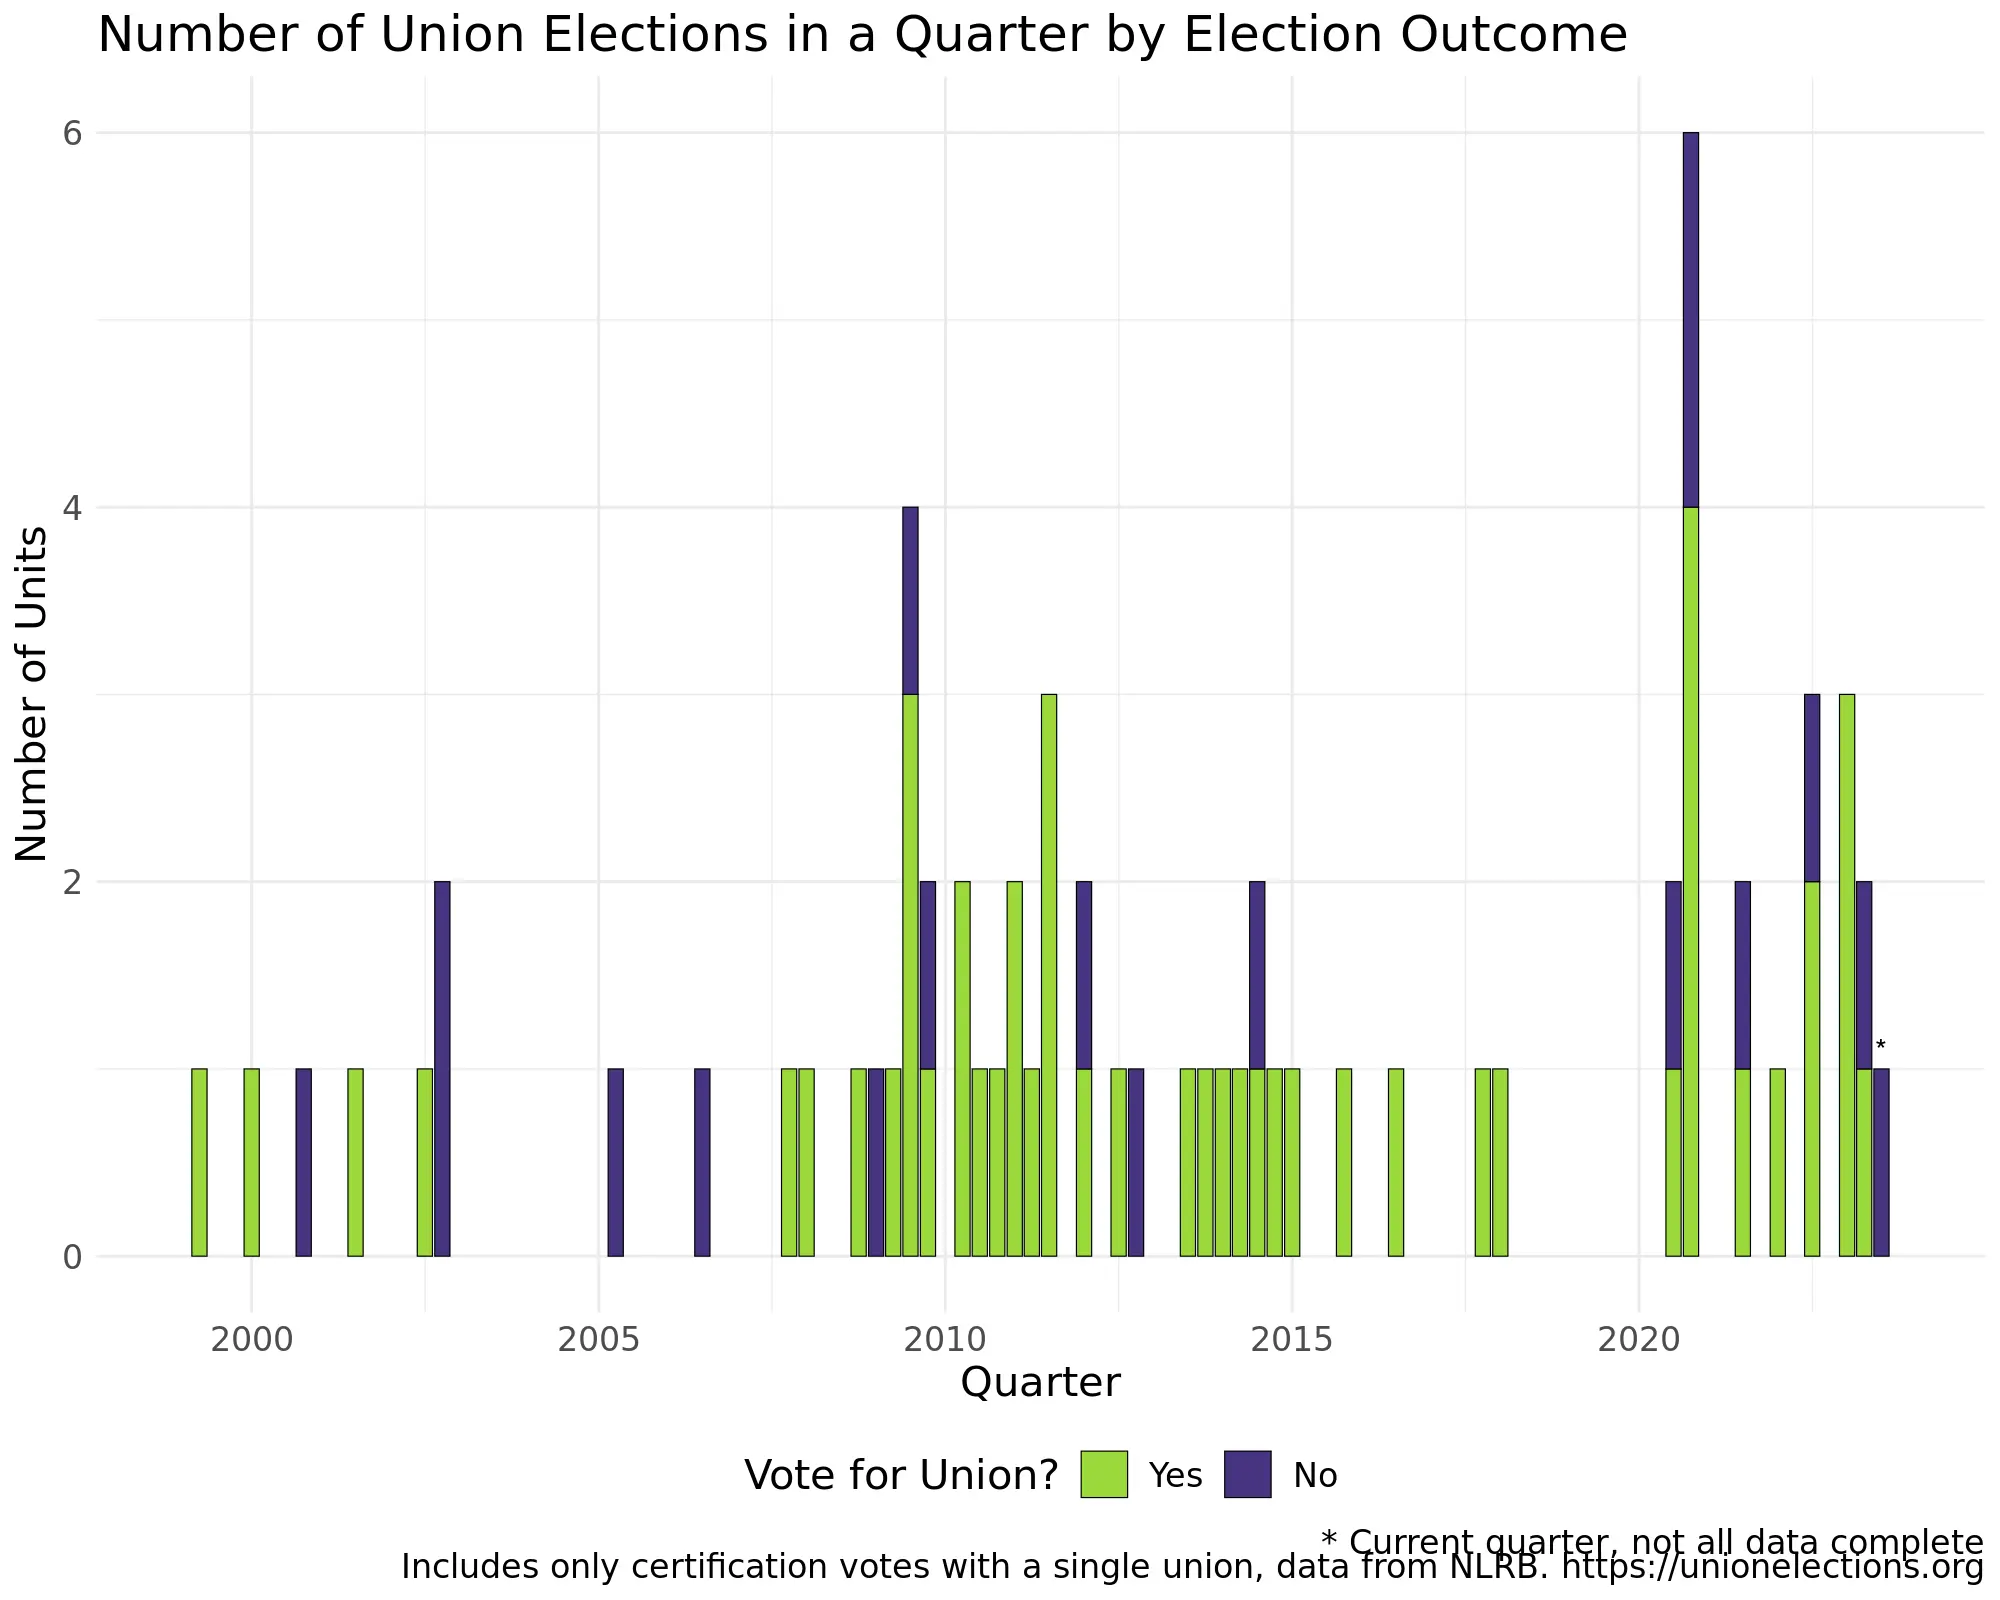 Number of Union Elections in a Quarter by Election Outcome
6
4
2
0
Number of Units
*
2000 2005 2010 2015 2020
Quarter
Vote for Union? Yes No
* Current quarter, not all data complete
Includes only certification votes with a single union, data from NLRB. https://unionelections.org